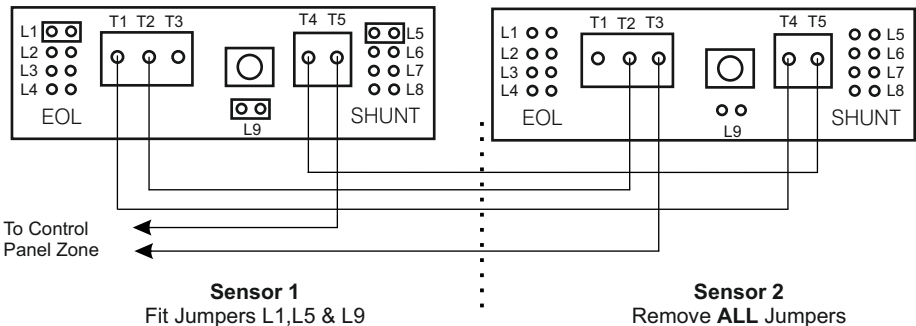 T1 T2 T3
T4 T5
L1
L2
L3
L4
L5
L6
L7
L8
EOL
L9
SHUNT
T1 T2 T3
T4 T5
L1
L2
L3
L4
L5
L6
L7
L8
EOL
L9
SHUNT
To Control
Panel Zone
Sensor 1
Fit Jumpers L1,L5 & L9
Sensor 2
Remove ALL Jumpers